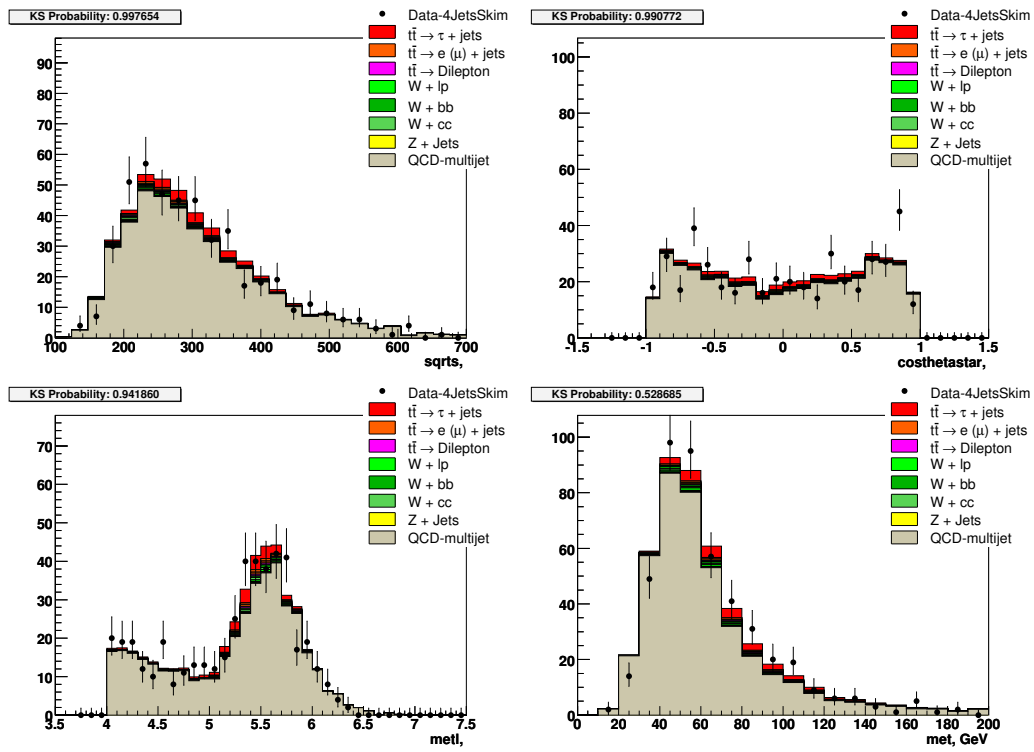 KS Probability: 0.997654
Data-4JetsSkim
tt̄ → τ + jets
tt̄ → e (μ) + jets
tt̄ → Dilepton
W + lp
W + bb
W + cc
Z + Jets
QCD-multijet
90
80
70
60
50
40
30
20
10
0
100 200 300 400 500 600 700
sqrts,
KS Probability: 0.990772
Data-4JetsSkim
tt̄ → τ + jets
tt̄ → e (μ) + jets
tt̄ → Dilepton
W + lp
W + bb
W + cc
Z + Jets
QCD-multijet
100
80
60
40
20
0
-1.5 -1 -0.5 0 0.5 1 1.5
costhetastar,
KS Probability: 0.941860
Data-4JetsSkim
tt̄ → τ + jets
tt̄ → e (μ) + jets
tt̄ → Dilepton
W + lp
W + bb
W + cc
Z + Jets
QCD-multijet
70
60
50
40
30
20
10
0
3.5 4 4.5 5 5.5 6 6.5 7 7.5
metl,
KS Probability: 0.528685
Data-4JetsSkim
tt̄ → τ + jets
tt̄ → e (μ) + jets
tt̄ → Dilepton
W + lp
W + bb
W + cc
Z + Jets
QCD-multijet
100
80
60
40
20
0
0 20 40 60 80 100 120 140 160 180 200
met, GeV